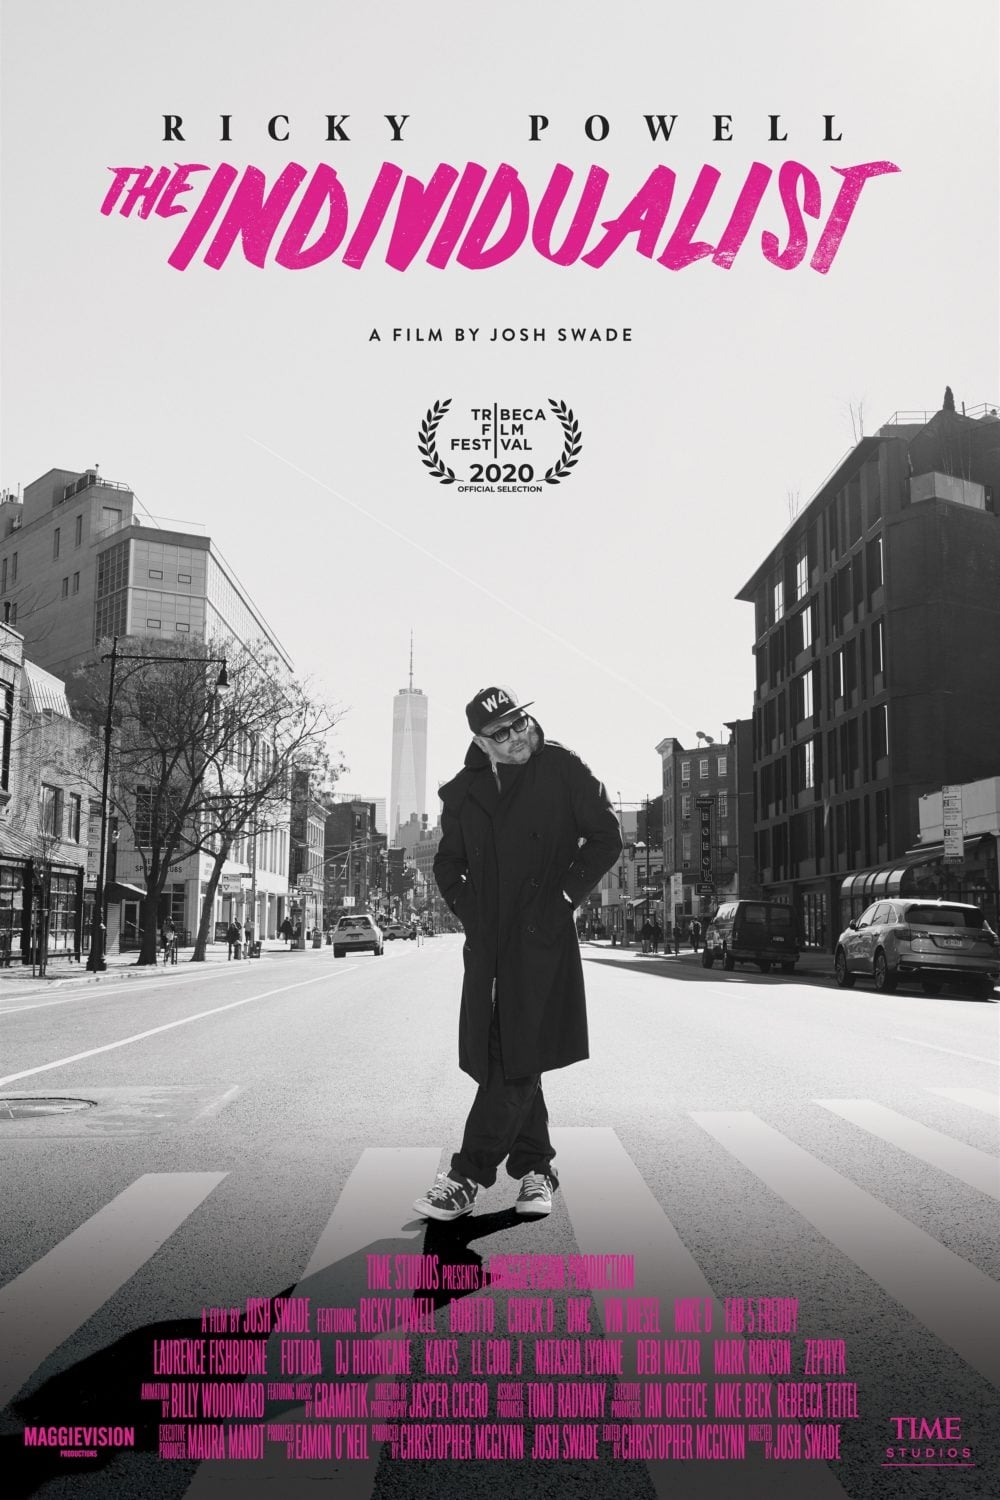 RICKY POWELL
THE INDIVIDUALIST
A FILM BY JOSH SWADE
TRIBECA
FILM
FESTIVAL
2020
OFFICIAL SELECTION
W4
TIME STUDIOS PRESENTS A MAGGIEVISION PRODUCTION
A FILM BY JOSH SWADE FEATURING RICKY POWELL BOBITO CHUCK D DMC VIN DIESEL MIKE D FAB 5 FREDDY
LAURENCE FISHBURNE FUTURA DJ HURRICANE KAVES LL COOL J NATASHA LYONNE DEBI MAZAR MARK RONSON ZEPHYR
ANIMATION BY BILLY WOODWARD FEATURING MUSIC BY GRAMATIK DIRECTOR OF PHOTOGRAPHY JASPER CICERO ASSOCIATE PRODUCER TONO RADVANY EXECUTIVE PRODUCERS IAN OREFICE MIKE BECK REBECCA TEITEL
EXECUTIVE PRODUCER MAURA MANDT PRODUCED BY EAMON O'NEIL PRODUCED BY CHRISTOPHER MCGLYNN JOSH SWADE EDITED BY CHRISTOPHER MCGLYNN DIRECTED BY JOSH SWADE
MAGGIEVISION
PRODUCTIONS
TIME
STUDIOS